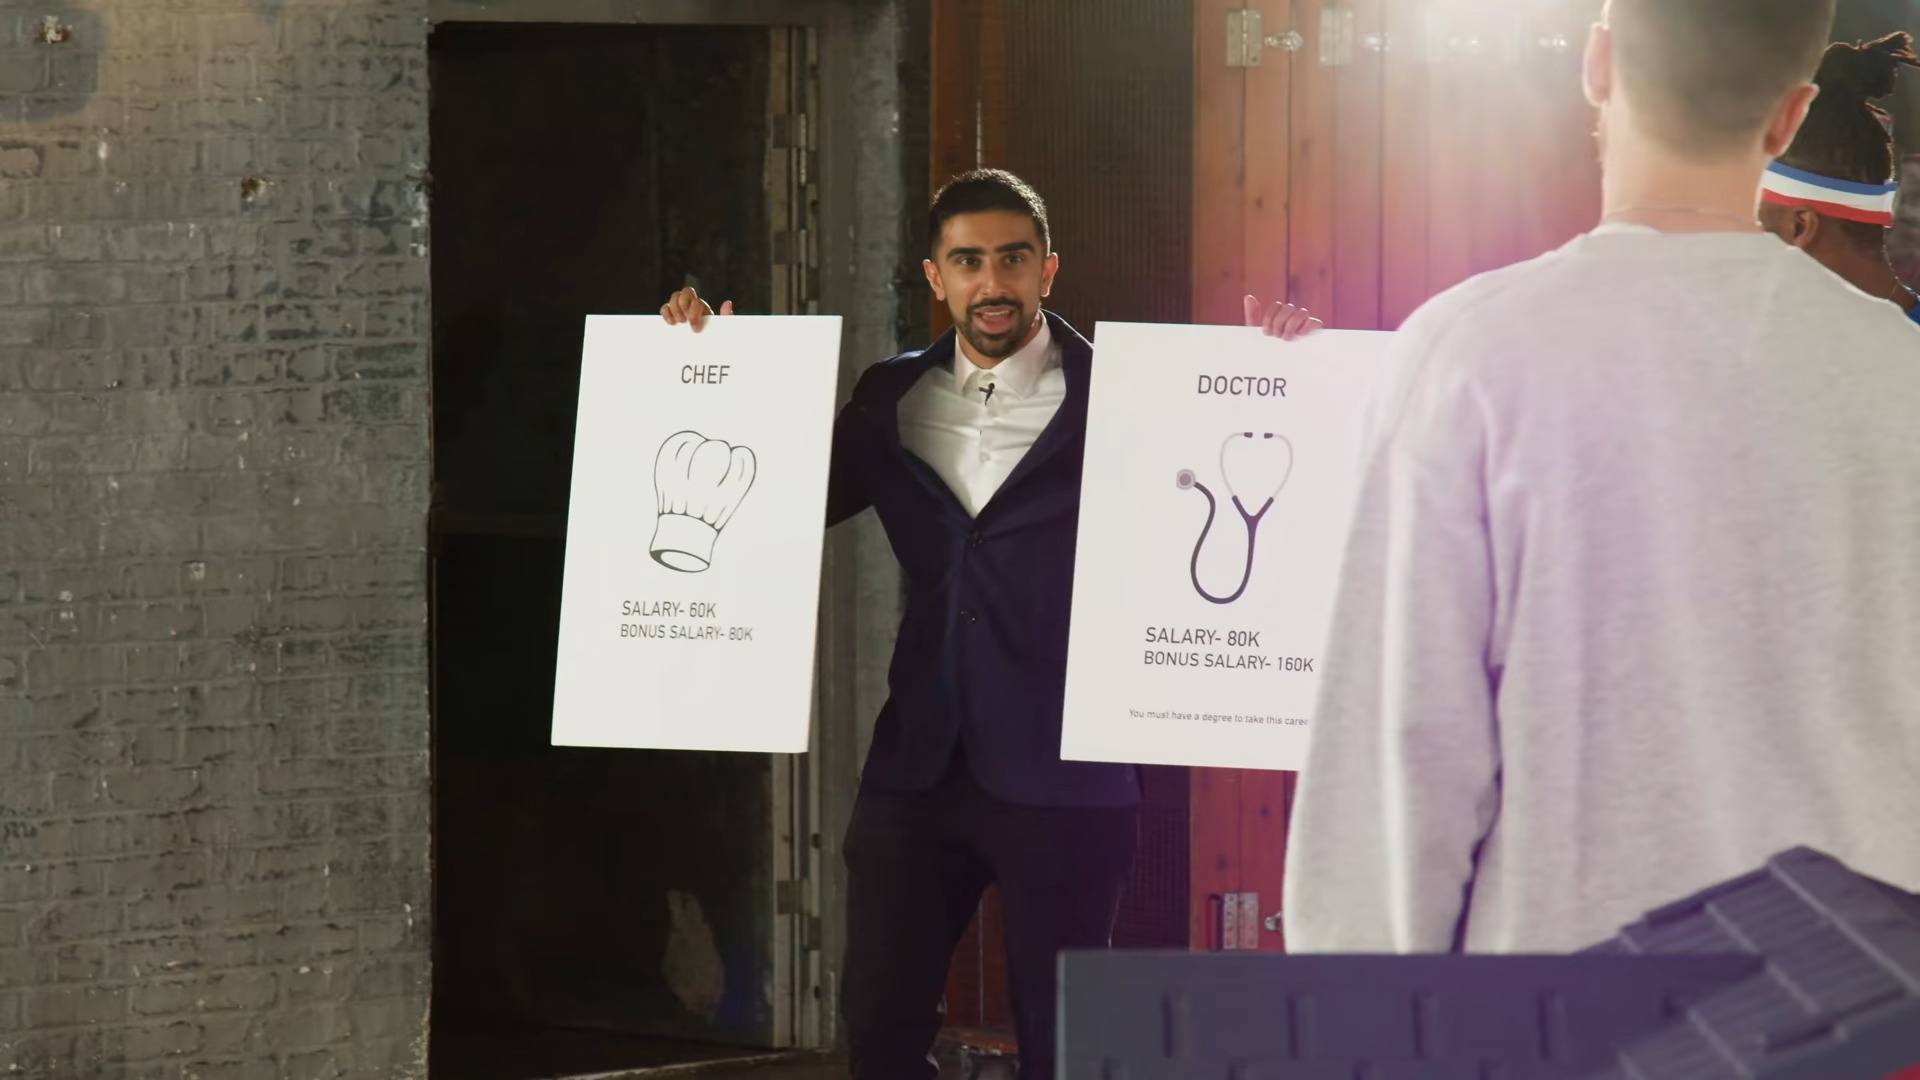 CHEF
SALARY- 60K
BONUS SALARY- 80K
DOCTOR
SALARY- 80K
BONUS SALARY- 160K
You must have a degree to take this career